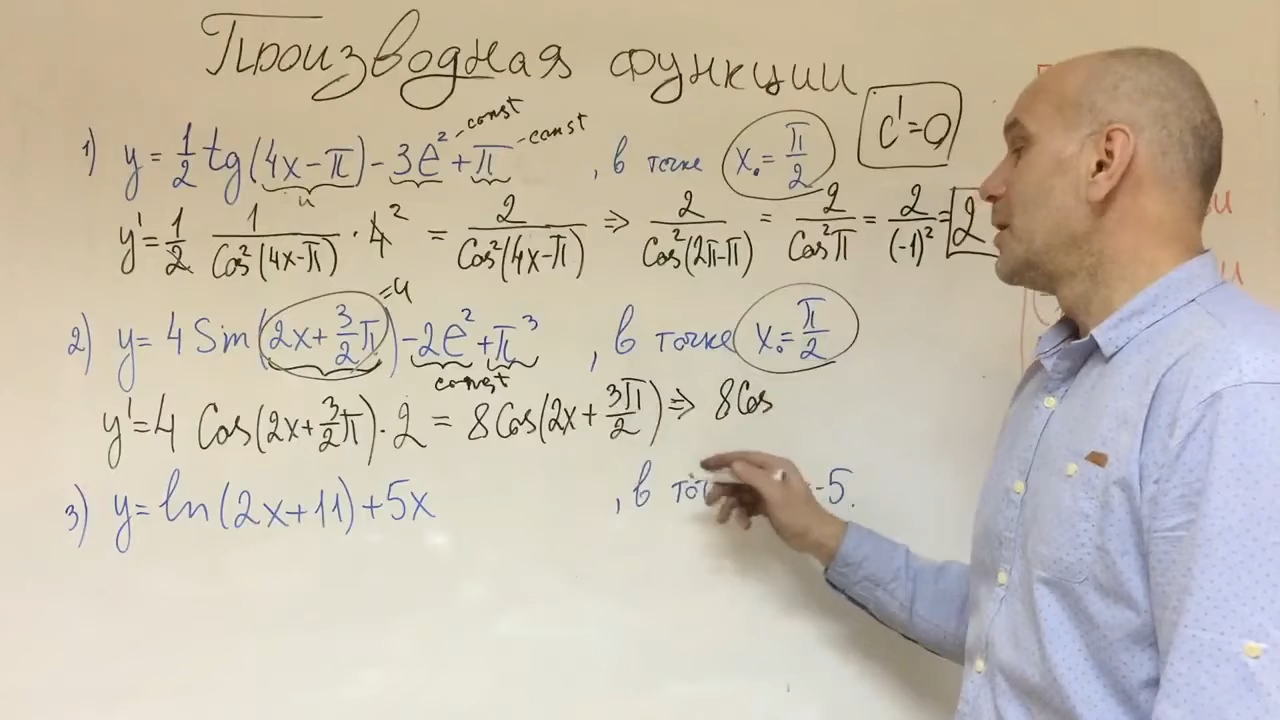 Производная функции
c'=0
1) y = 1/2 tg(4x-π) - 3e² + π , в точке x₀ = π/2
- const - const
u
y' = 1/2 1/cos²(4x-π) · 4 2 = 2/cos²(4x-π) ⇒ 2/cos²(2π-π) = 2/cos²π = 2/(-1)² = 2
=u
2) y = 4 Sin(2x + 3/2 π) - 2e² + π³ , в точке x₀ = π/2
const
y' = 4 Cos(2x + 3/2 π) · 2 = 8 Cos(2x + 3π/2) ⇒ 8 Cos
3) y = ln(2x+11) + 5x , в -5.